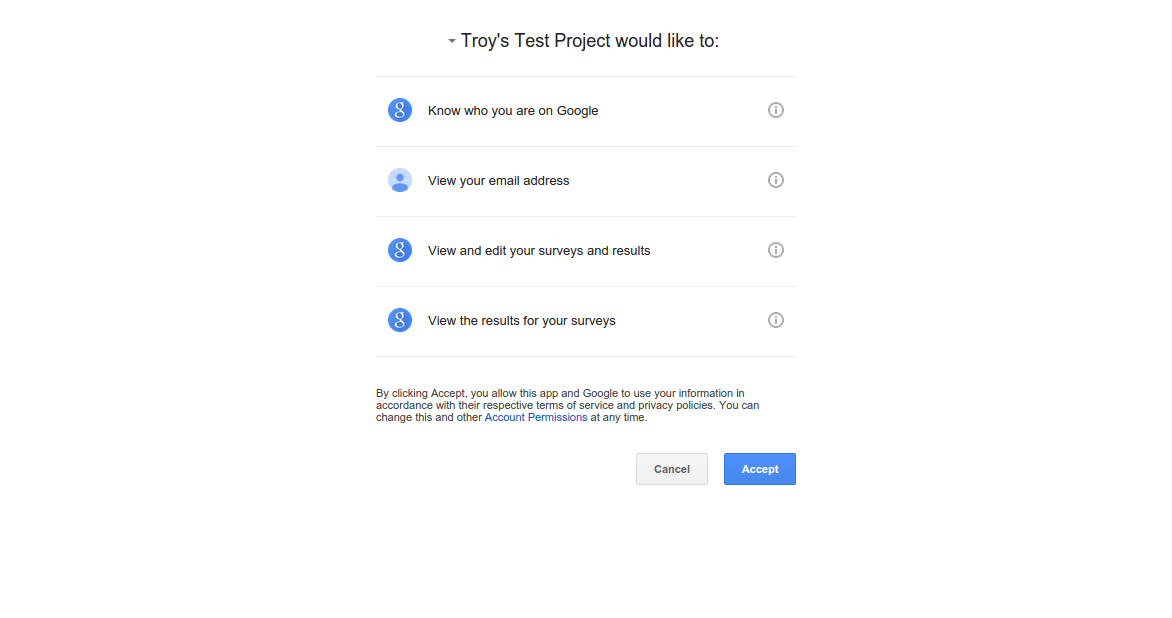 Troy's Test Project would like to:
Know who you are on Google
View your email address
View and edit your surveys and results
View the results for your surveys
By clicking Accept, you allow this app and Google to use your information in
accordance with their respective terms of service and privacy policies. You can
change this and other Account Permissions at any time.
Cancel
Accept